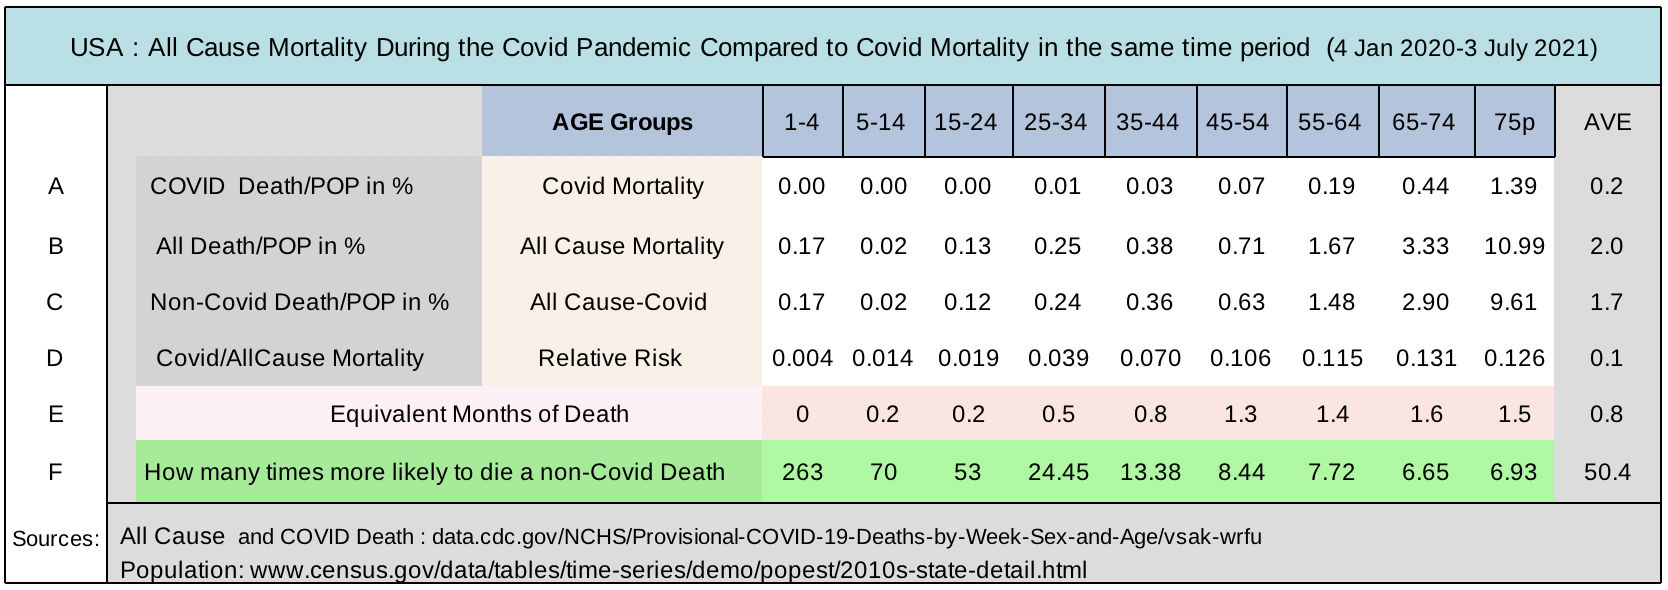 USA : All Cause Mortality During the Covid Pandemic Compared to Covid Mortality in the same time period (4 Jan 2020-3 July 2021)
AGE Groups 1-4 5-14 15-24 25-34 35-44 45-54 55-64 65-74 75p AVE
A COVID Death/POP in % Covid Mortality 0.00 0.00 0.00 0.01 0.03 0.07 0.19 0.44 1.39 0.2
B All Death/POP in % All Cause Mortality 0.17 0.02 0.13 0.25 0.38 0.71 1.67 3.33 10.99 2.0
C Non-Covid Death/POP in % All Cause-Covid 0.17 0.02 0.12 0.24 0.36 0.63 1.48 2.90 9.61 1.7
D Covid/AllCause Mortality Relative Risk 0.004 0.014 0.019 0.039 0.070 0.106 0.115 0.131 0.126 0.1
E Equivalent Months of Death 0 0.2 0.2 0.5 0.8 1.3 1.4 1.6 1.5 0.8
F How many times more likely to die a non-Covid Death 263 70 53 24.45 13.38 8.44 7.72 6.65 6.93 50.4
Sources: All Cause and COVID Death : data.cdc.gov/NCHS/Provisional-COVID-19-Deaths-by-Week-Sex-and-Age/vsak-wrfu
Population: www.census.gov/data/tables/time-series/demo/popest/2010s-state-detail.html